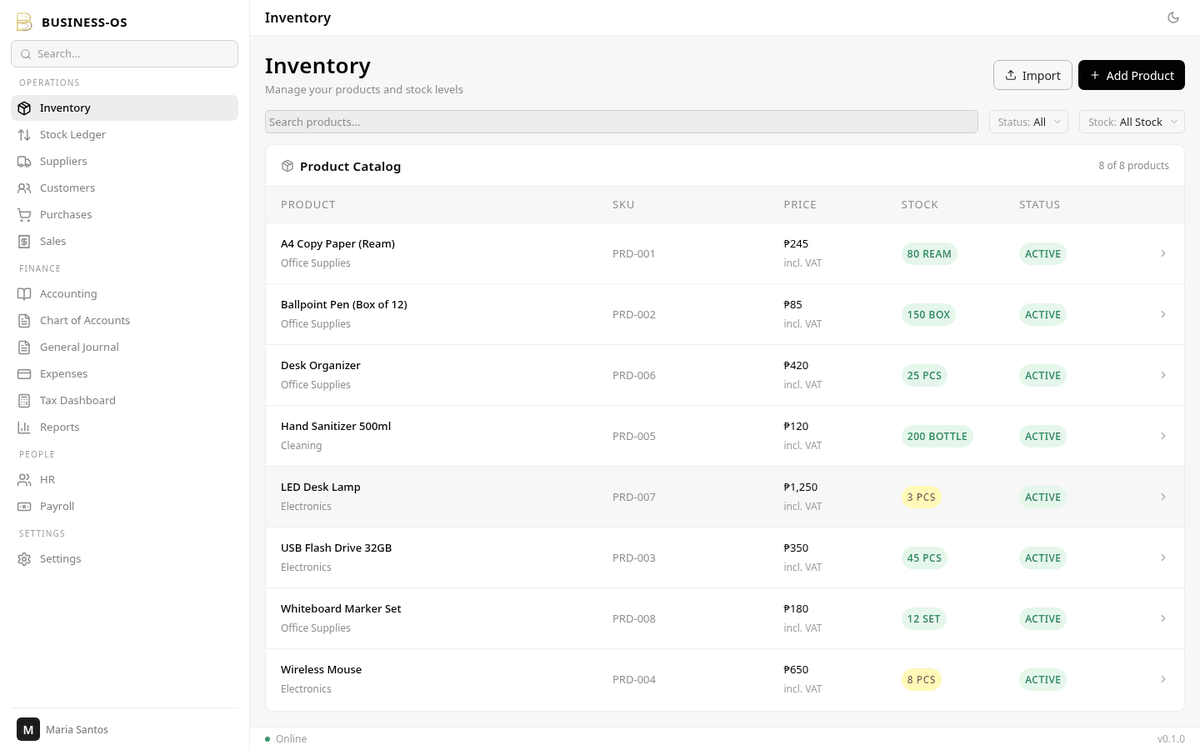 BUSINESS-OS
Search...
OPERATIONS
Inventory
Stock Ledger
Suppliers
Customers
Purchases
Sales
FINANCE
Accounting
Chart of Accounts
General Journal
Expenses
Tax Dashboard
Reports
PEOPLE
HR
Payroll
SETTINGS
Settings
M Maria Santos
Inventory
Inventory
Manage your products and stock levels
Import
+ Add Product
Search products...
Status: All
Stock: All Stock
Product Catalog
8 of 8 products
PRODUCT SKU PRICE STOCK STATUS
A4 Copy Paper (Ream)
Office Supplies
PRD-001
₱245
incl. VAT
80 REAM
ACTIVE
Ballpoint Pen (Box of 12)
Office Supplies
PRD-002
₱85
incl. VAT
150 BOX
ACTIVE
Desk Organizer
Office Supplies
PRD-006
₱420
incl. VAT
25 PCS
ACTIVE
Hand Sanitizer 500ml
Cleaning
PRD-005
₱120
incl. VAT
200 BOTTLE
ACTIVE
LED Desk Lamp
Electronics
PRD-007
₱1,250
incl. VAT
3 PCS
ACTIVE
USB Flash Drive 32GB
Electronics
PRD-003
₱350
incl. VAT
45 PCS
ACTIVE
Whiteboard Marker Set
Office Supplies
PRD-008
₱180
incl. VAT
12 SET
ACTIVE
Wireless Mouse
Electronics
PRD-004
₱650
incl. VAT
8 PCS
ACTIVE
Online
v0.1.0